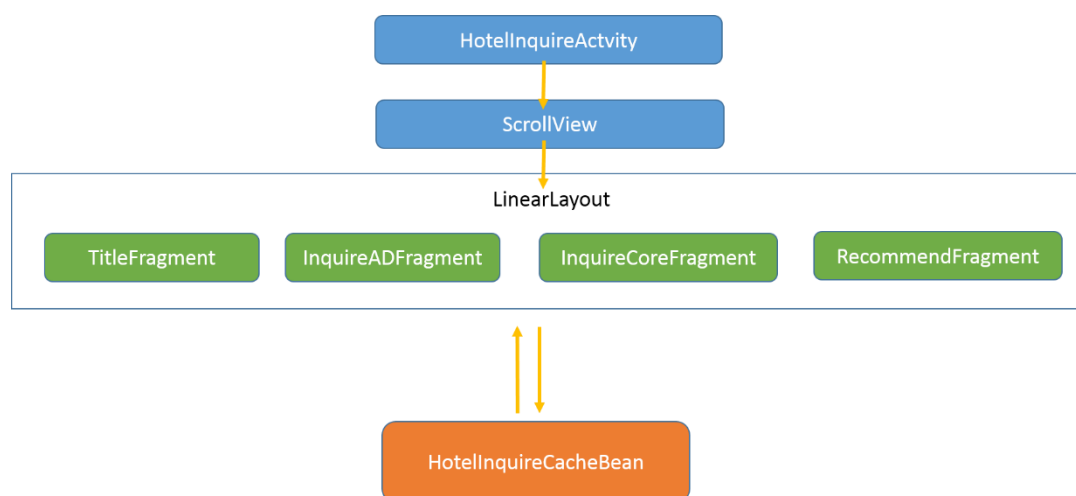 HotelInquireActvity
ScrollView
LinearLayout
TitleFragment
InquireADFragment
InquireCoreFragment
RecommendFragment
HotelInquireCacheBean